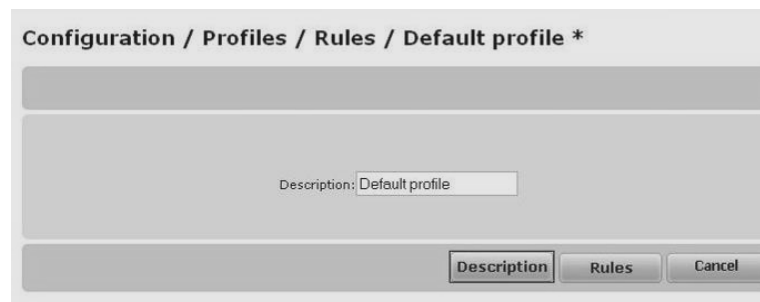 Configuration / Profiles / Rules / Default profile *
Description: Default profile
Description Rules Cancel